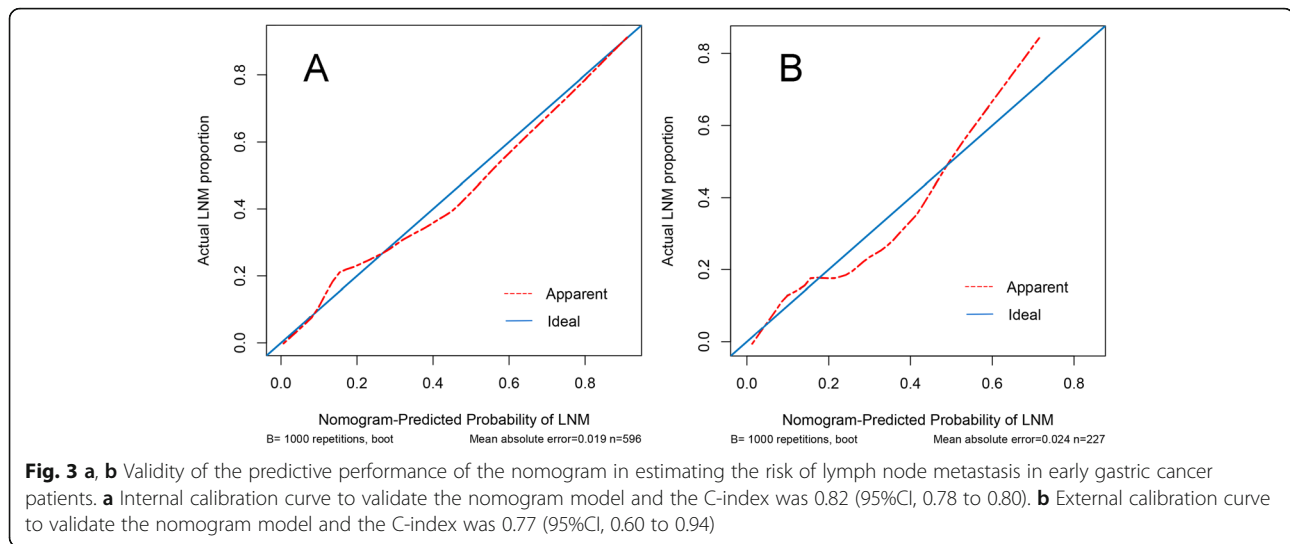 A
Actual LNM proportion
0.8
0.6
0.4
0.2
0.0
Apparent
Ideal
0.0 0.2 0.4 0.6 0.8
Nomogram-Predicted Probability of LNM
B= 1000 repetitions, boot Mean absolute error=0.019 n=596
B
Actual LNM proportion
0.8
0.6
0.4
0.2
0.0
Apparent
Ideal
0.0 0.2 0.4 0.6 0.8
Nomogram-Predicted Probability of LNM
B= 1000 repetitions, boot Mean absolute error=0.024 n=227
Fig. 3 a, b Validity of the predictive performance of the nomogram in estimating the risk of lymph node metastasis in early gastric cancer
patients. a Internal calibration curve to validate the nomogram model and the C-index was 0.82 (95%CI, 0.78 to 0.80). b External calibration curve
to validate the nomogram model and the C-index was 0.77 (95%CI, 0.60 to 0.94)